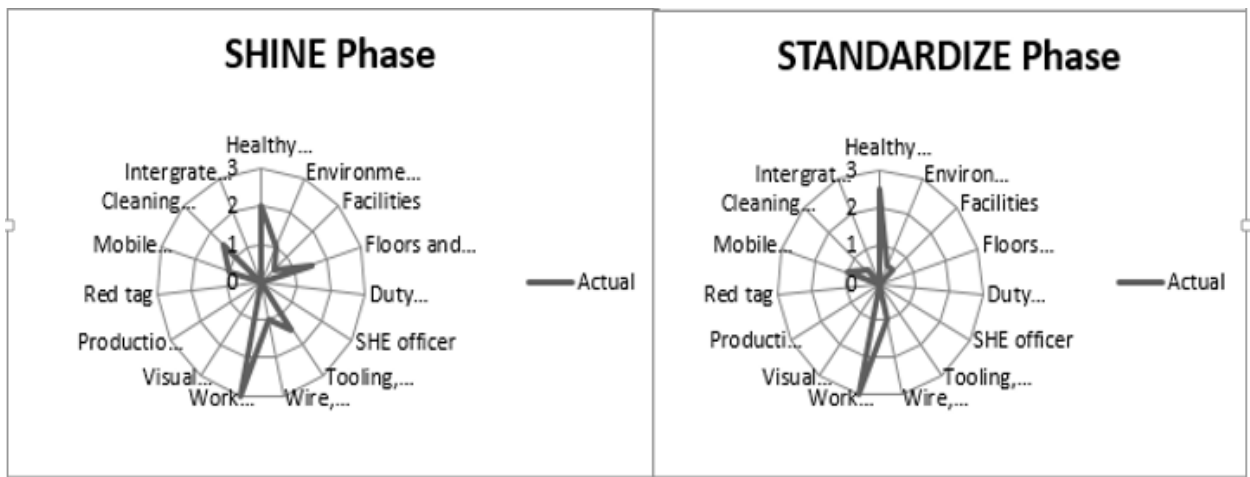 SHINE Phase
Healthy...
Intergrate...
3
Environme...
Cleaning...
2
Facilities
Mobile...
1
Floors and...
Red tag
0
Duty...
Actual
Productio...
SHE officer
Visual...
Tooling,...
Work...
Wire,...
STANDARDIZE Phase
Healthy...
Intergrat...
3
Environ...
Cleaning...
2
Facilities
Mobile...
1
Floors...
Red tag
0
Duty...
Actual
Producti...
SHE officer
Visual...
Tooling,...
Work...
Wire,...